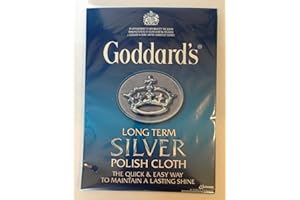 Goddard's®
LONG TERM
SILVER
POLISH CLOTH
THE QUICK & EASY WAY
TO MAINTAIN A LASTING SHINE